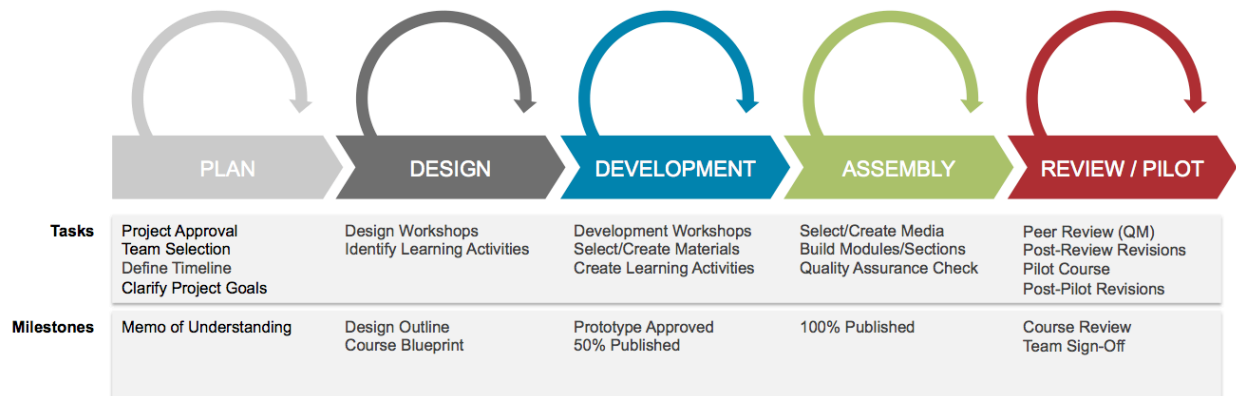 PLAN
DESIGN
DEVELOPMENT
ASSEMBLY
REVIEW / PILOT
Tasks
Project Approval
Team Selection
Define Timeline
Clarify Project Goals
Design Workshops
Identify Learning Activities
Development Workshops
Select/Create Materials
Create Learning Activities
Select/Create Media
Build Modules/Sections
Quality Assurance Check
Peer Review (QM)
Post-Review Revisions
Pilot Course
Post-Pilot Revisions
Milestones
Memo of Understanding
Design Outline
Course Blueprint
Prototype Approved
50% Published
100% Published
Course Review
Team Sign-Off